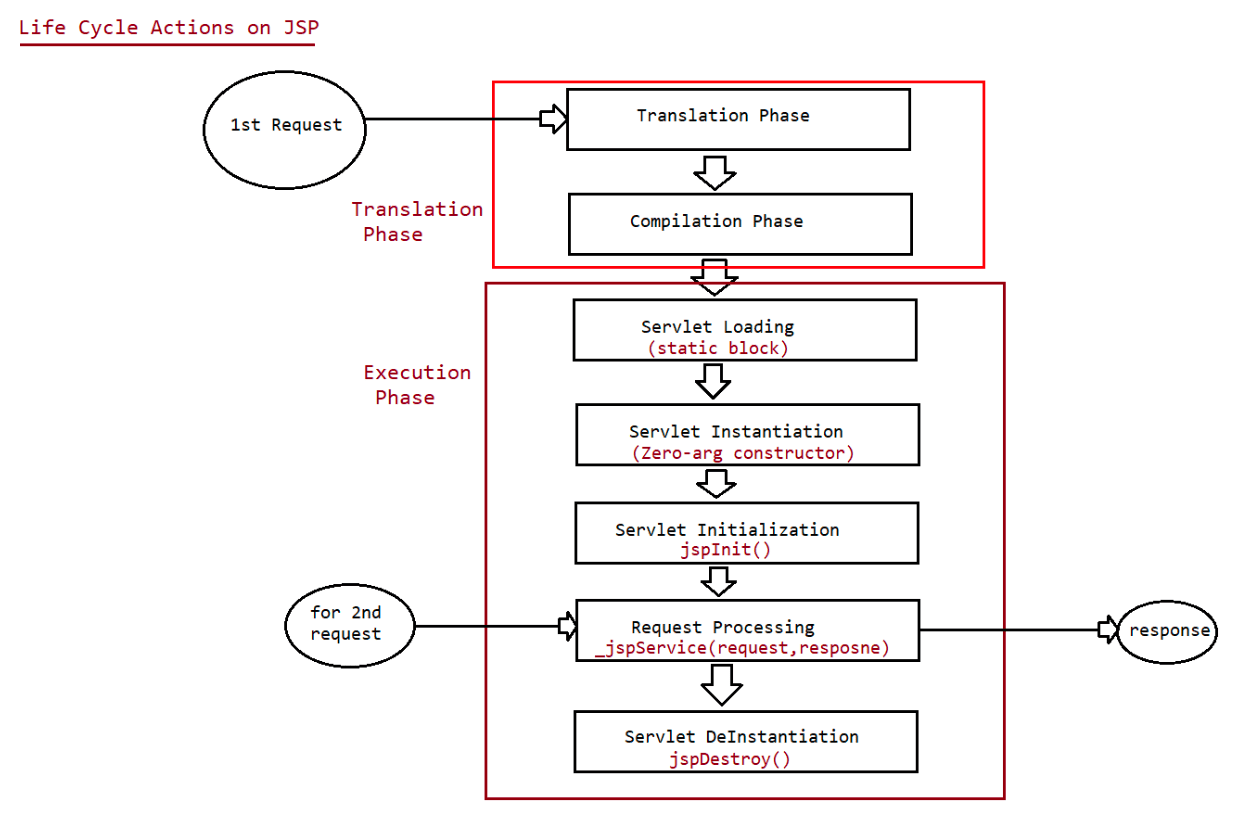 Life Cycle Actions on JSP
1st Request
Translation Phase
Compilation Phase
Translation
Phase
Servlet Loading
(static block)
Execution
Phase
Servlet Instantiation
(Zero-arg constructor)
Servlet Initialization
jspInit()
for 2nd
request
Request Processing
_jspService(request,resposne)
response
Servlet DeInstantiation
jspDestroy()